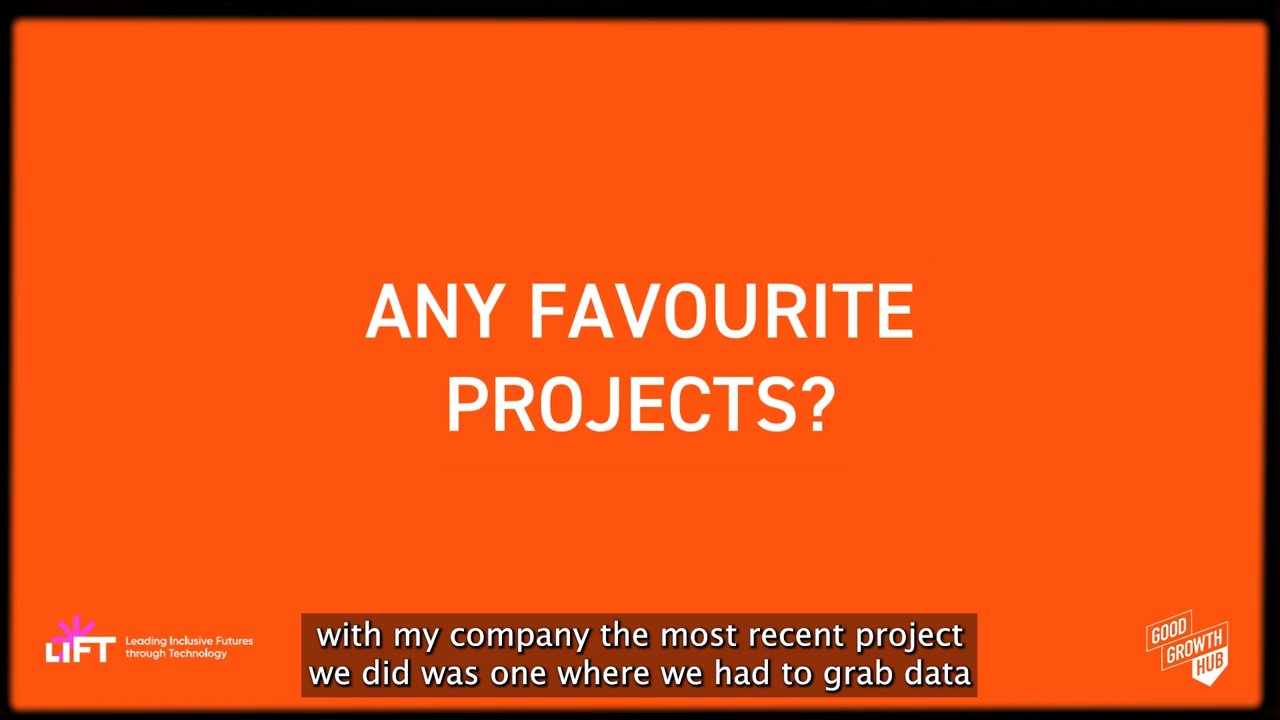 ANY FAVOURITE
PROJECTS?
LIFT
Leading Inclusive Futures
through Technology
with my company the most recent project
we did was one where we had to grab data
GOOD
GROWTH
HUB